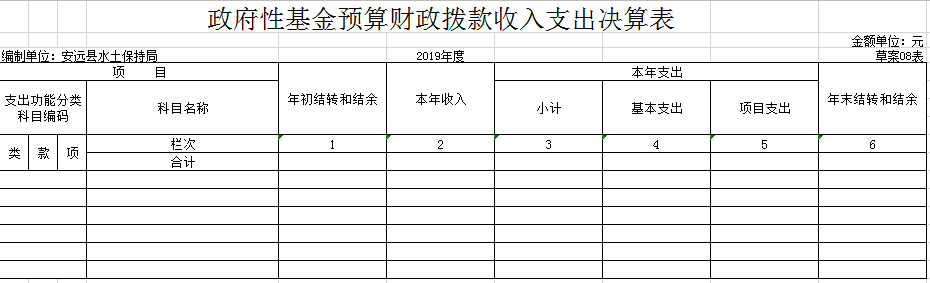 政府性基金预算财政拨款收入支出决算表
金额单位：元
编制单位：安远县水土保持局 2019年度 草案08表
项 目 年初结转和结余 本年收入 本年支出 年末结转和结余
支出功能分类
科目编码
科目名称 小计 基本支出 项目支出
类 款 项 栏次 1 2 3 4 5 6
合计